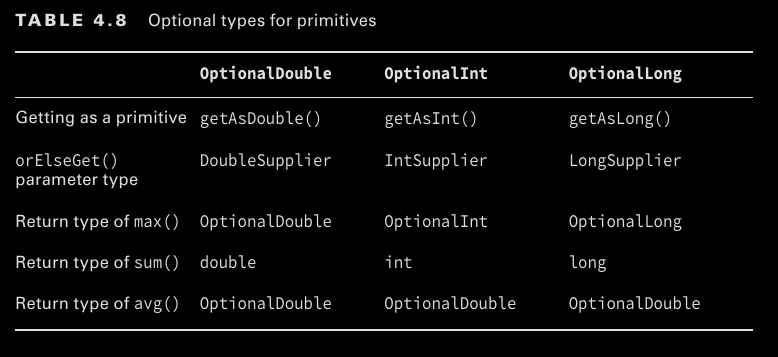 TABLE 4.8 Optional types for primitives
OptionalDouble OptionalInt OptionalLong
Getting as a primitive getAsDouble() getAsInt() getAsLong()
orElseGet() DoubleSupplier IntSupplier LongSupplier
parameter type
Return type of max() OptionalDouble OptionalInt OptionalLong
Return type of sum() double int long
Return type of avg() OptionalDouble OptionalDouble OptionalDouble